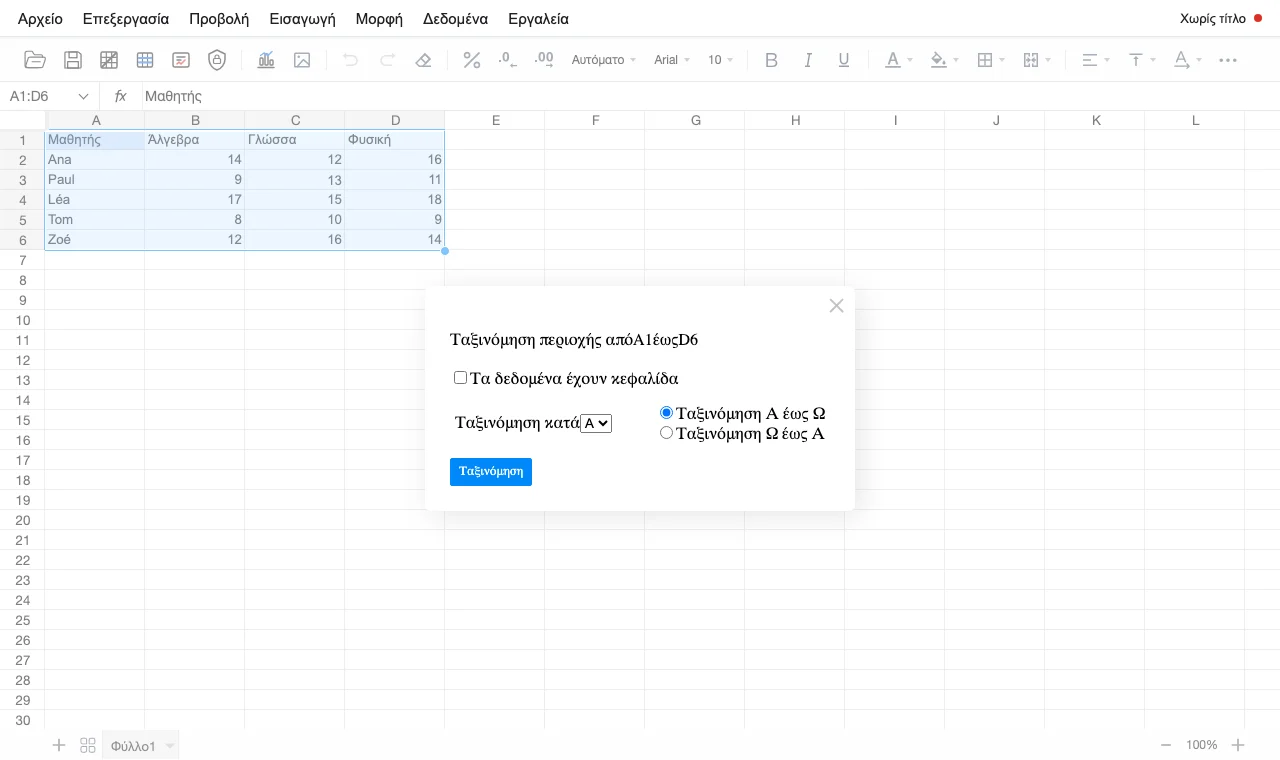 Αρχείο Επεξεργασία Προβολή Εισαγωγή Μορφή Δεδομένα Εργαλεία Χωρίς τίτλο
% .0 .00 Αυτόματο Arial 10 B I U A A
A1:D6 fx Μαθητής
A B C D E F G H I J K L
1 Μαθητής Άλγεβρα Γλώσσα Φυσική
2 Ana 14 12 16
3 Paul 9 13 11
4 Léa 17 15 18
5 Tom 8 10 9
6 Zoé 12 16 14
7
8
9
10
11
12
13
14
15
16
17
18
19
20
21
22
23
24
25
26
27
28
29
30
Ταξινόμηση περιοχής απόA1έωςD6
Τα δεδομένα έχουν κεφαλίδα
Ταξινόμηση κατά A
Ταξινόμηση Α έως Ω
Ταξινόμηση Ω έως Α
Ταξινόμηση
Φύλλο1 100%